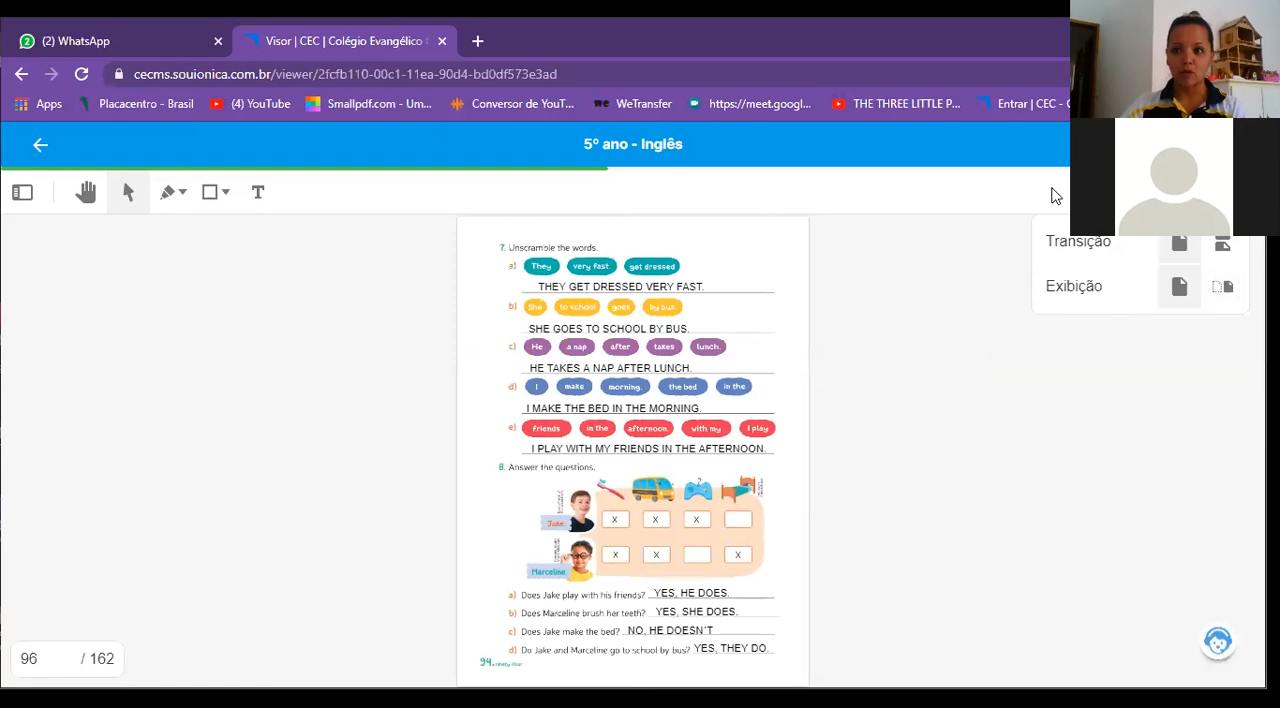 (2) WhatsApp
Visor | CEC | Colégio Evangélico
cecms.souionica.com.br/viewer/2fcfb110-00c1-11ea-90d4-bd0df573e3ad
Apps Placacentro - Brasil (4) YouTube Smallpdf.com - Um... Conversor de YouT... WeTransfer https://meet.googl... THE THREE LITTLE P... Entrar | CEC - C
5º ano - Inglês
T
Transição
Exibição
7. Unscramble the words.
a) They very fast. get dressed
THEY GET DRESSED VERY FAST.
b) She to school goes by bus.
SHE GOES TO SCHOOL BY BUS.
c) He a nap after takes lunch.
HE TAKES A NAP AFTER LUNCH.
d) I make morning. the bed in the
I MAKE THE BED IN THE MORNING.
e) friends in the afternoon. with my I play
I PLAY WITH MY FRIENDS IN THE AFTERNOON.
8. Answer the questions.
Jake X X X
Marceline X X X
a) Does Jake play with his friends? YES, HE DOES.
b) Does Marceline brush her teeth? YES, SHE DOES.
c) Does Jake make the bed? NO, HE DOESN'T
d) Do Jake and Marceline go to school by bus? YES, THEY DO.
94 ninety-four
96 / 162